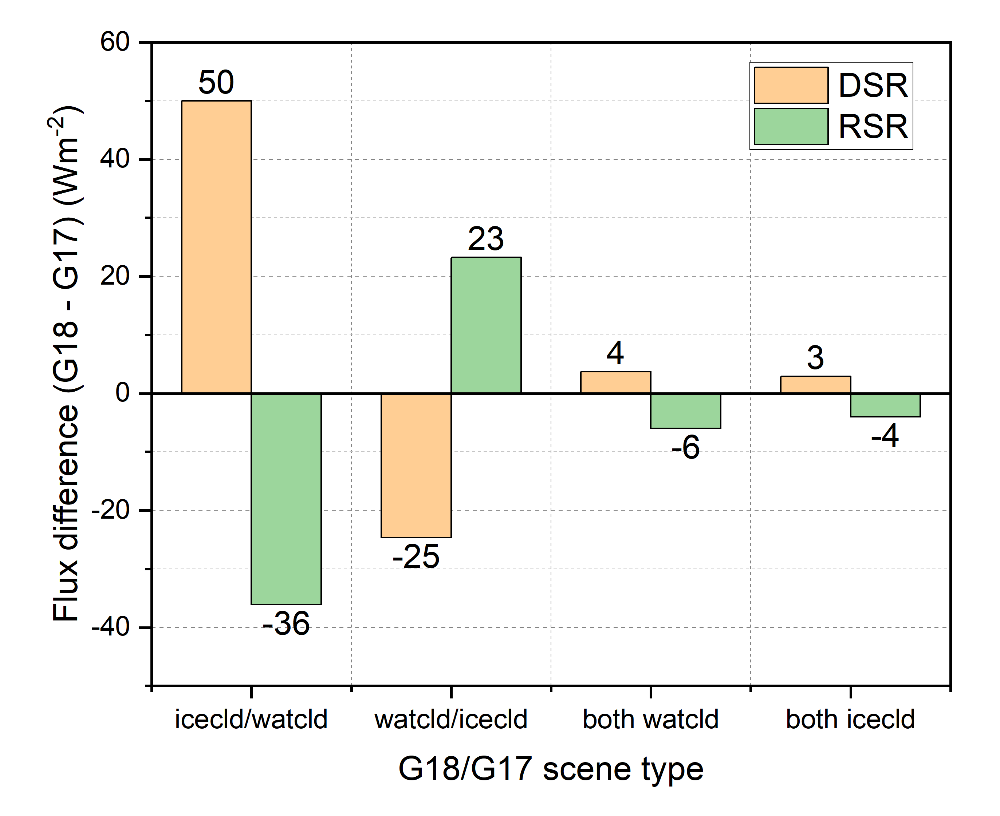 60
40
20
0
-20
-40
Flux difference (G18 - G17) (Wm⁻²)
50
-36
-25
23
4
-6
3
-4
DSR
RSR
icecld/watcld
watcld/icecld
both watcld
both icecld
G18/G17 scene type